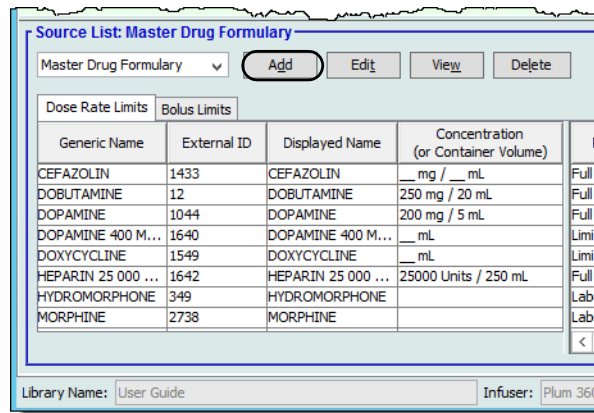 Source List: Master Drug Formulary
Master Drug Formulary Add Edit View Delete
Dose Rate Limits Bolus Limits
Generic Name External ID Displayed Name Concentration
(or Container Volume)
CEFAZOLIN 1433 CEFAZOLIN __ mg / __ mL Full
DOBUTAMINE 12 DOBUTAMINE 250 mg / 20 mL Full
DOPAMINE 1044 DOPAMINE 200 mg / 5 mL Full
DOPAMINE 400 M... 1640 DOPAMINE 400 M... __ mL Limi
DOXYCYCLINE 1549 DOXYCYCLINE __ mL Limi
HEPARIN 25 000 ... 1642 HEPARIN 25 000 ... 25000 Units / 250 mL Full
HYDROMORPHONE 349 HYDROMORPHONE Lab
MORPHINE 2738 MORPHINE Lab
Library Name: User Guide Infuser: Plum 36